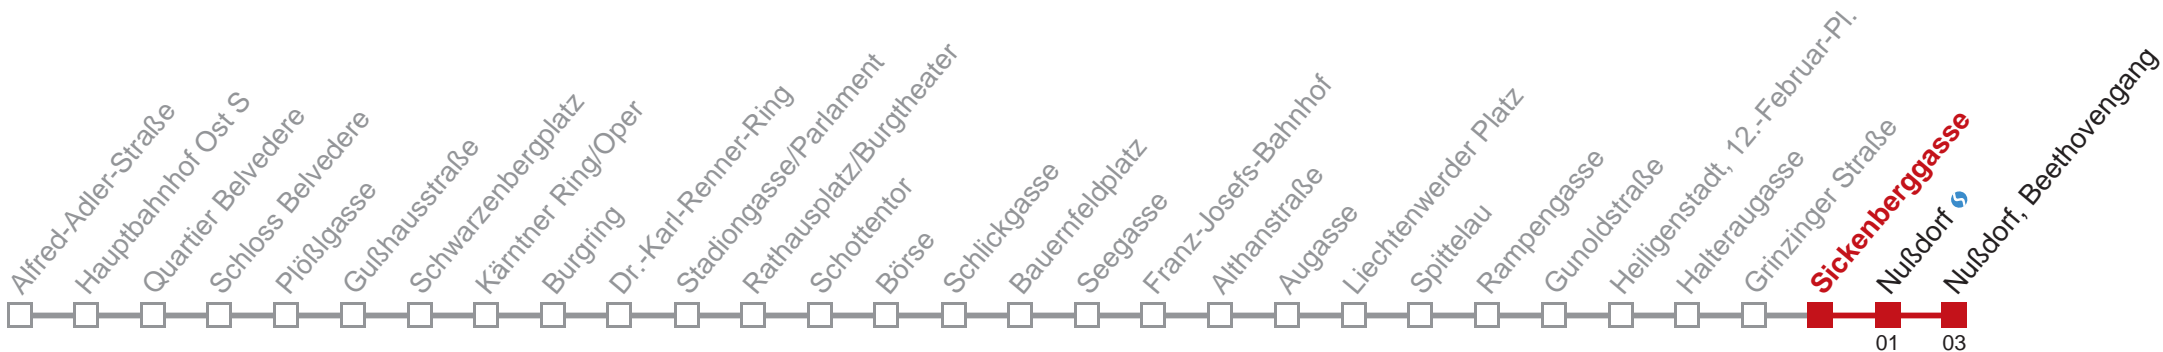 Alfred-Adler-Straße
Hauptbahnhof Ost S
Quartier Belvedere
Schloss Belvedere
Plößlgasse
Gußhausstraße
Schwarzenbergplatz
Kärntner Ring/Oper
Burgring
Dr.-Karl-Renner-Ring
Stadiongasse/Parlament
Rathausplatz/Burgtheater
Schottentor
Börse
Schlickgasse
Bauernfeldplatz
Seegasse
Franz-Josefs-Bahnhof
Althanstraße
Augasse
Liechtenwerder Platz
Spittelau
Rampengasse
Gunoldstraße
Heiligenstadt, 12.-Februar-Pl.
Halteraugasse
Grinzinger Straße
Sickenberggasse
Nußdorf
Nußdorf, Beethovengang
01
03